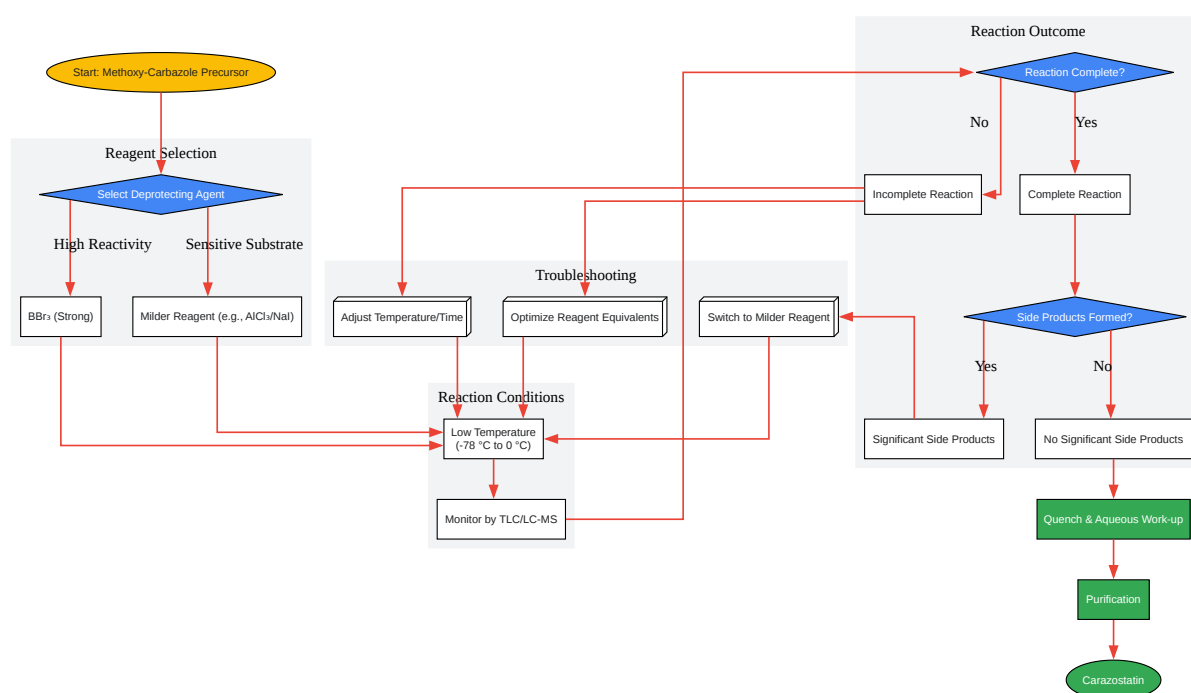 Reaction Outcome
Start: Methoxy-Carbazole Precursor
Reaction Complete?
No
Yes
Reagent Selection
Select Deprotecting Agent
Incomplete Reaction
Complete Reaction
High Reactivity
Sensitive Substrate
Troubleshooting
BBr₃ (Strong)
Milder Reagent (e.g., AlCl₃/NaI)
Adjust Temperature/Time
Optimize Reagent Equivalents
Switch to Milder Reagent
Side Products Formed?
Yes
No
Reaction Conditions
Low Temperature
(-78 °C to 0 °C)
Significant Side Products
No Significant Side Products
Monitor by TLC/LC-MS
Quench & Aqueous Work-up
Purification
Carazostatin